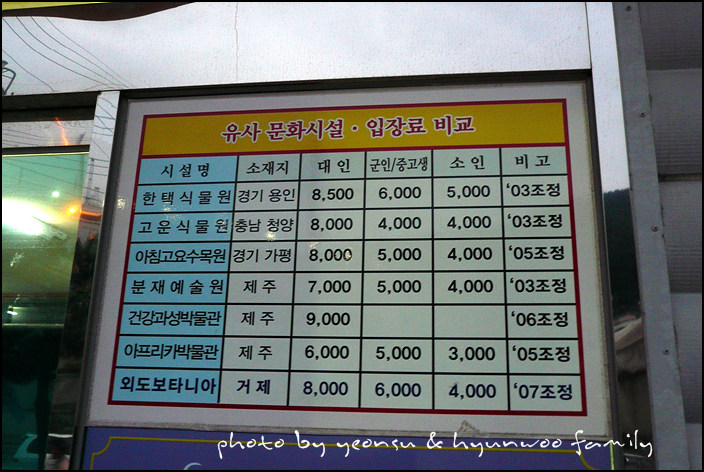 유사 문화시설 · 입장료 비교
시설명 소재지 대인 군인/중고생 소인 비고
한택식물원 경기 용인 8,500 6,000 5,000 '03조정
고운식물원 충남 청양 8,000 4,000 4,000 '03조정
아침고요수목원 경기 가평 8,000 5,000 4,000 '05조정
분재예술원 제주 7,000 5,000 4,000 '03조정
건강과성박물관 제주 9,000 '06조정
아프리카박물관 제주 6,000 5,000 3,000 '05조정
외도보타니아 거제 8,000 6,000 4,000 '07조정
photo by yeonsu & hyunwoo family